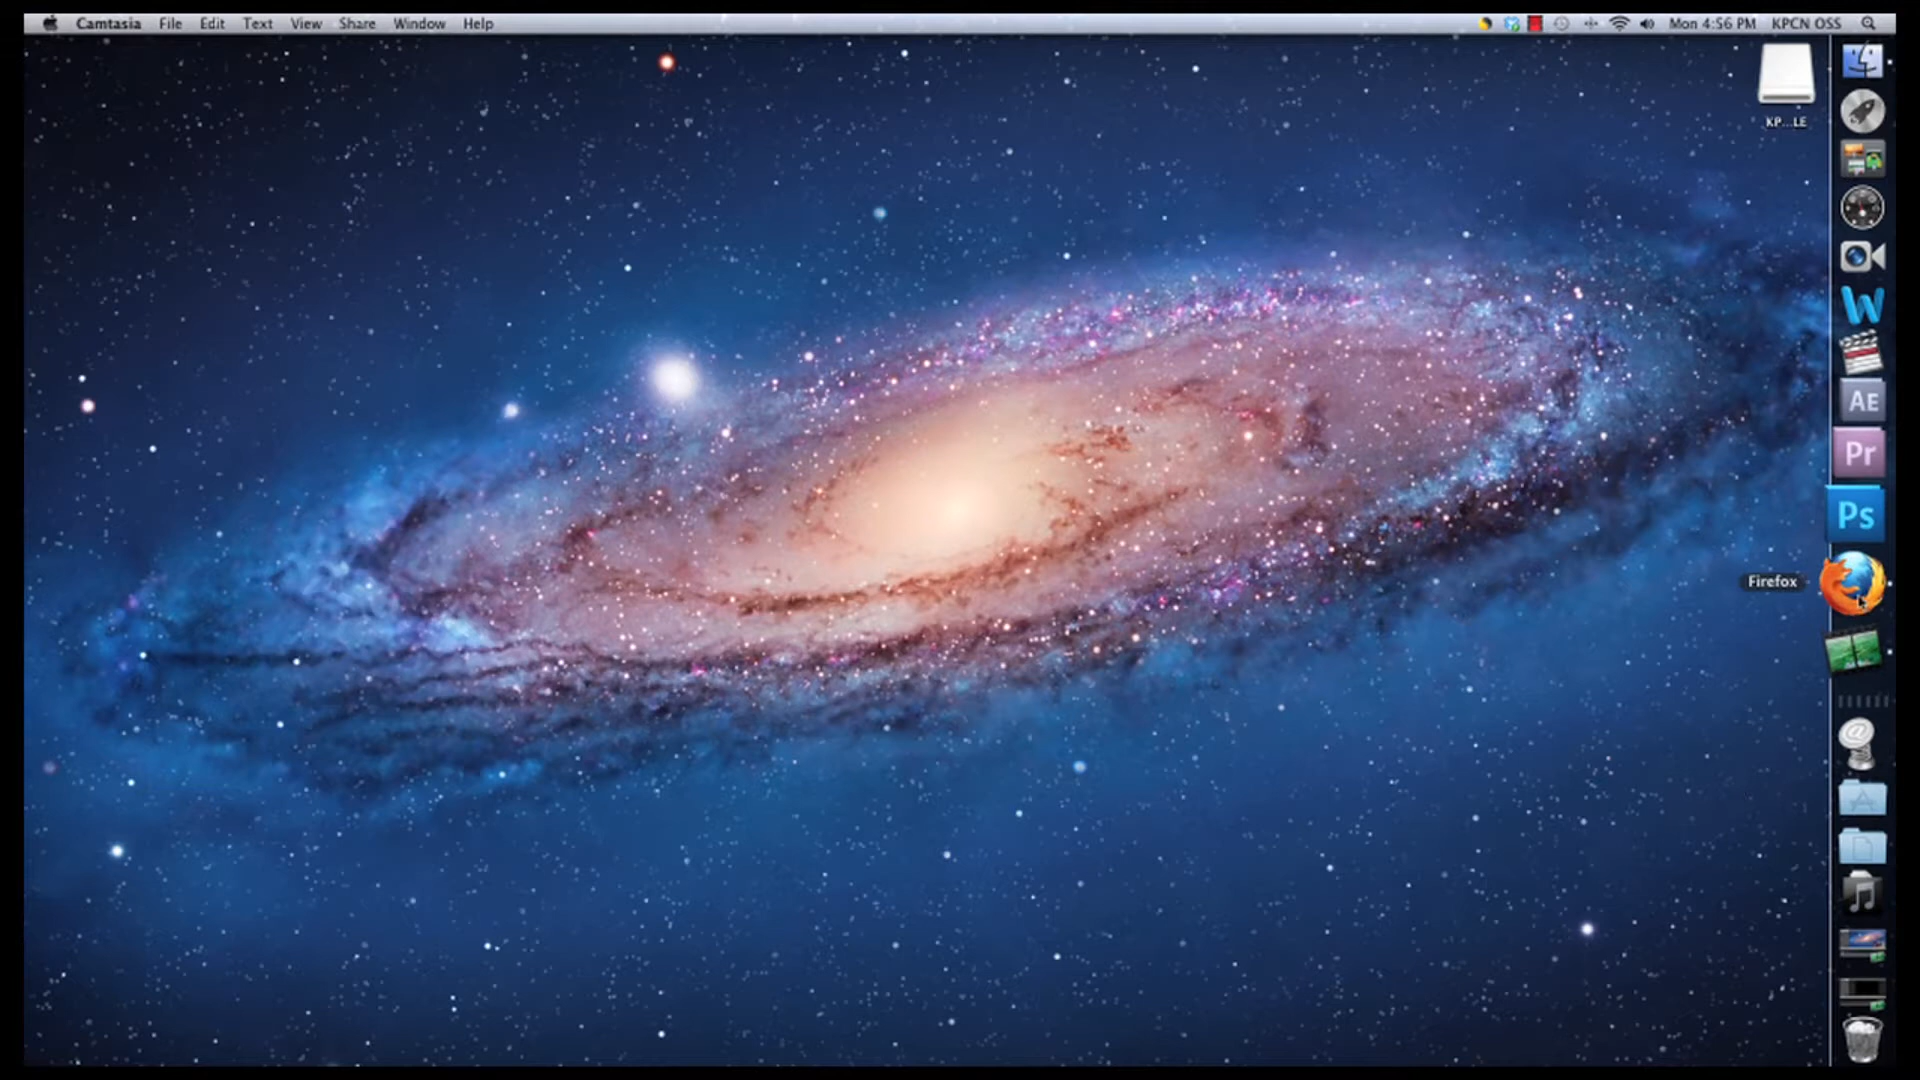 Camtasia File Edit Text View Share Window Help Mon 4:56 PM KPCN OSS
KP...LE
W
AE
Pr
Ps
Firefox
@